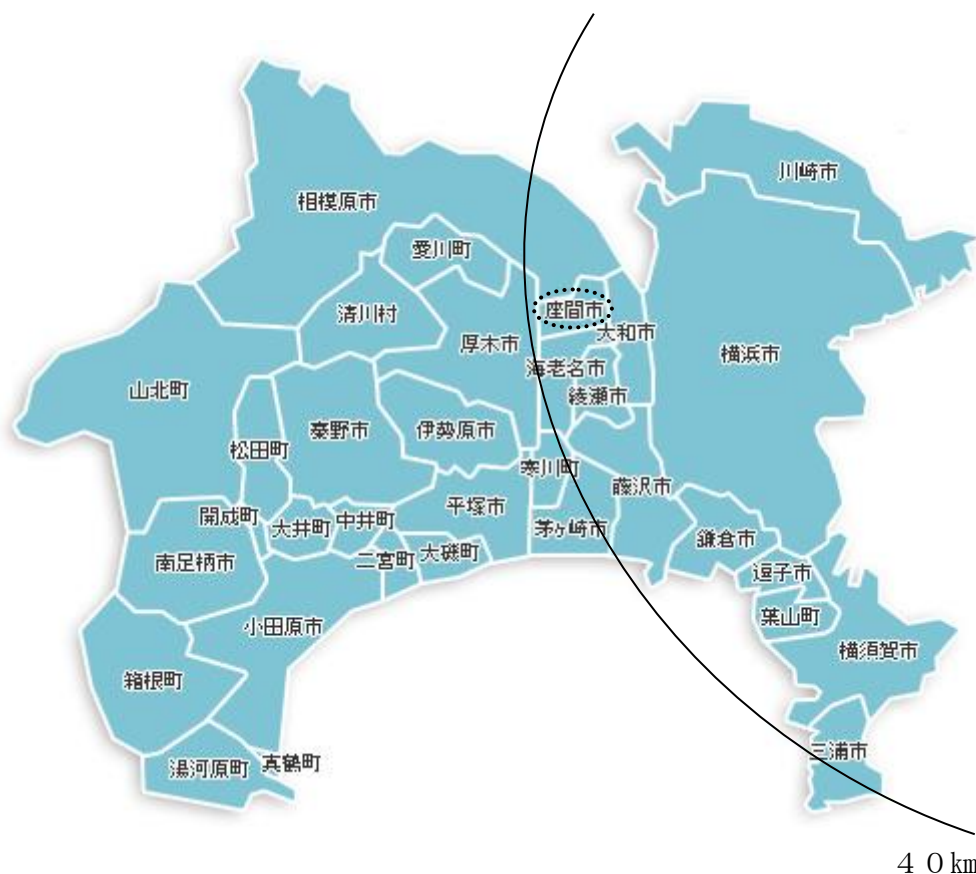 川崎市
相模原市
愛川町
座間市
清川村
大和市
厚木市
横浜市
海老名市
山北町
綾瀬市
秦野市
伊勢原市
松田町
寒川町
藤沢市
平塚市
開成町
大井町
中井町
茅ヶ崎市
鎌倉市
二宮町
大磯町
南足柄市
逗子市
葉山町
小田原市
横須賀市
箱根町
三浦市
真鶴町
湯河原町
40㎞